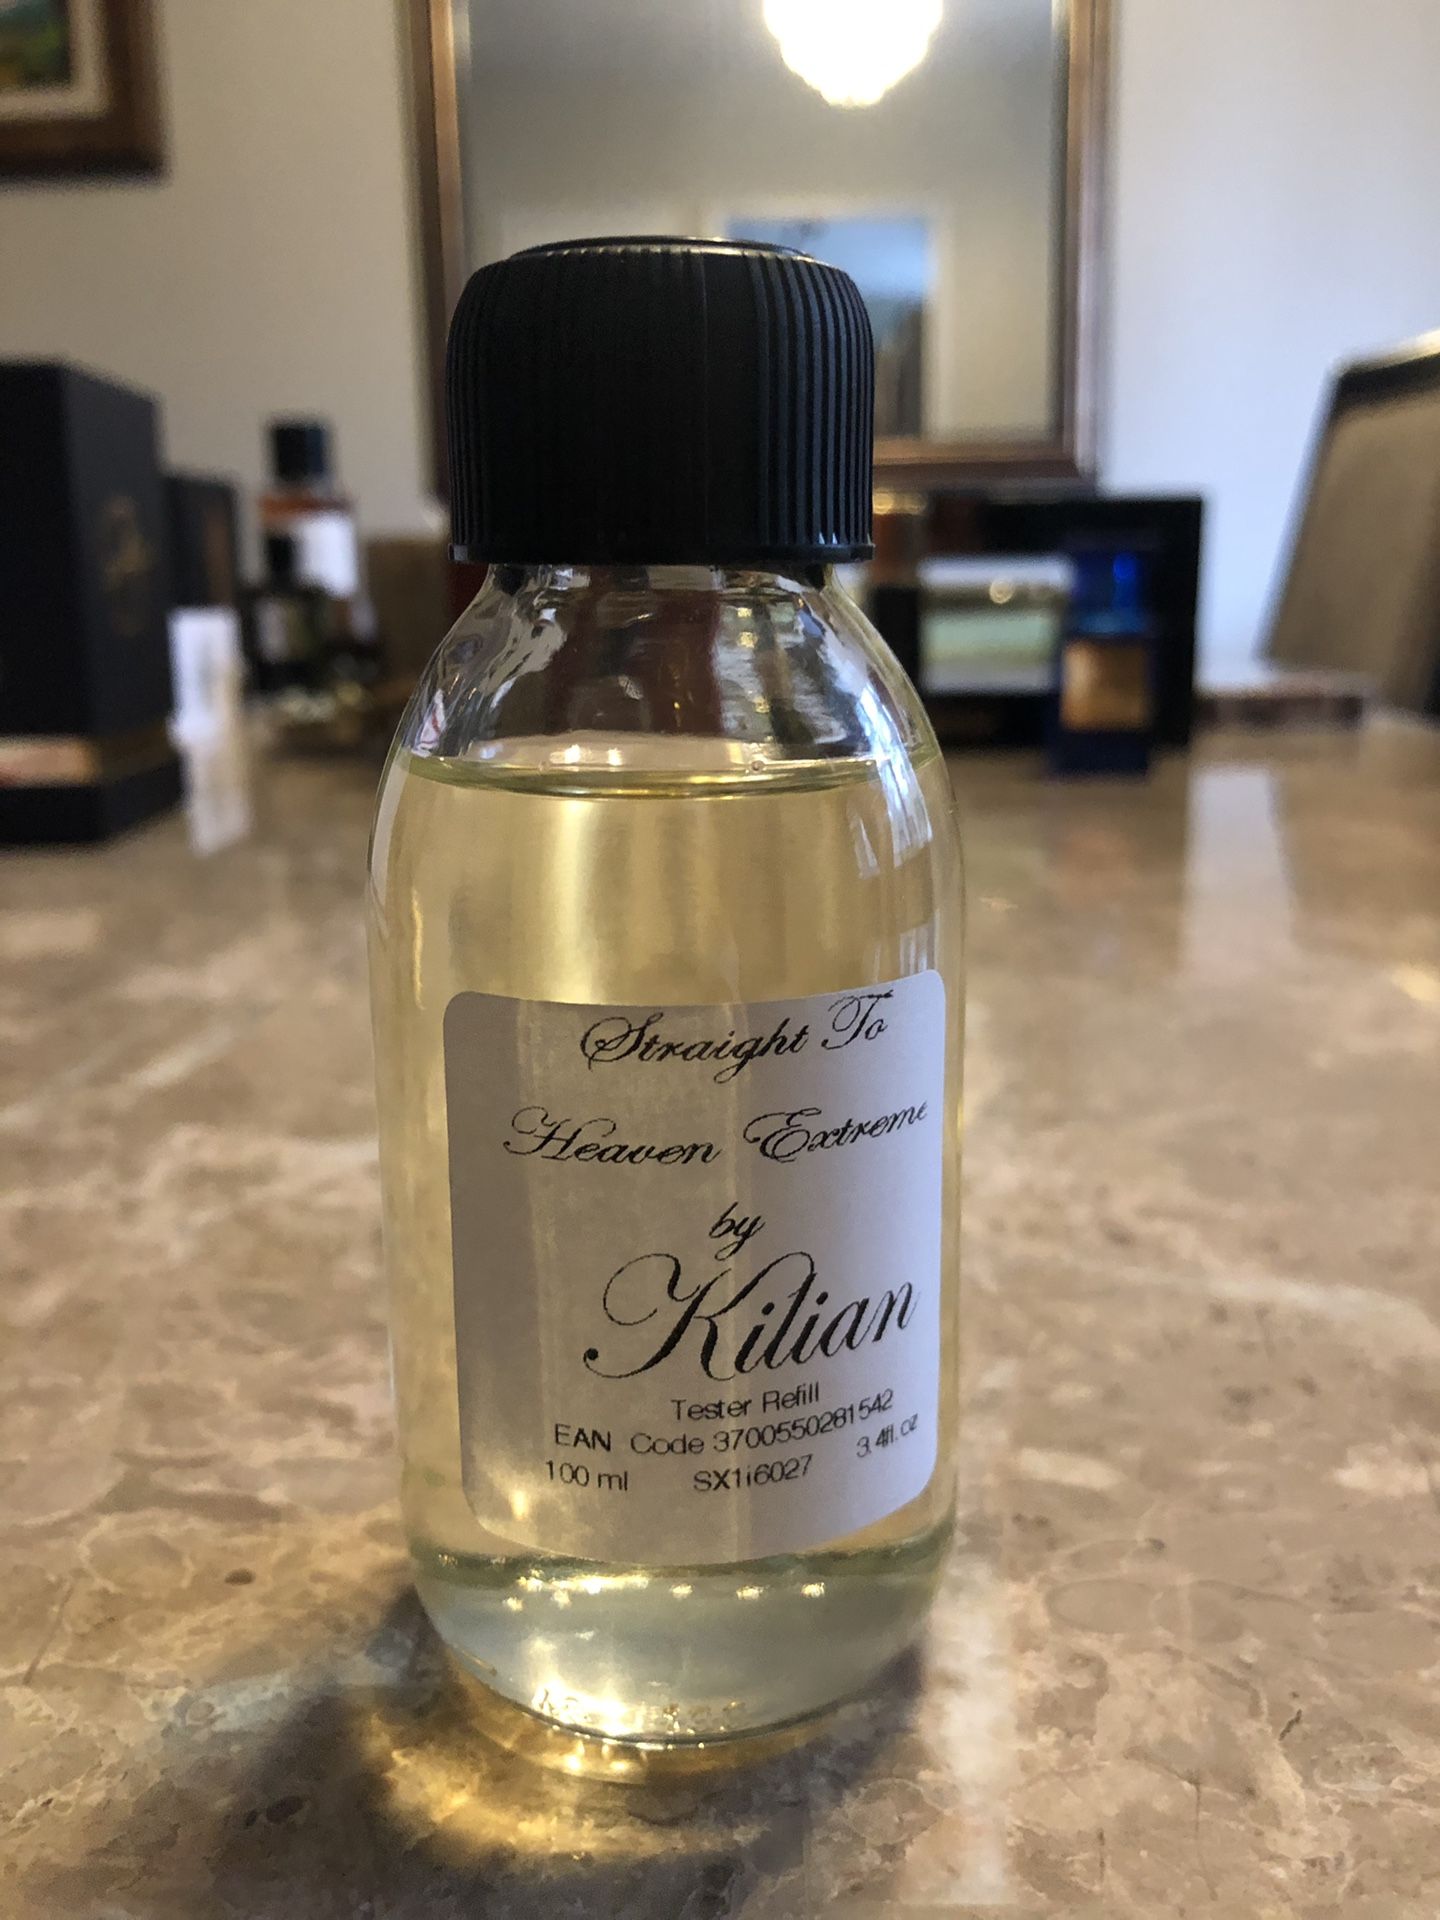 Straight To
Heaven Extreme
by
Kilian
Tester Refill
EAN Code 3700550281542
100 ml SX1i6027 3.4fl.oz